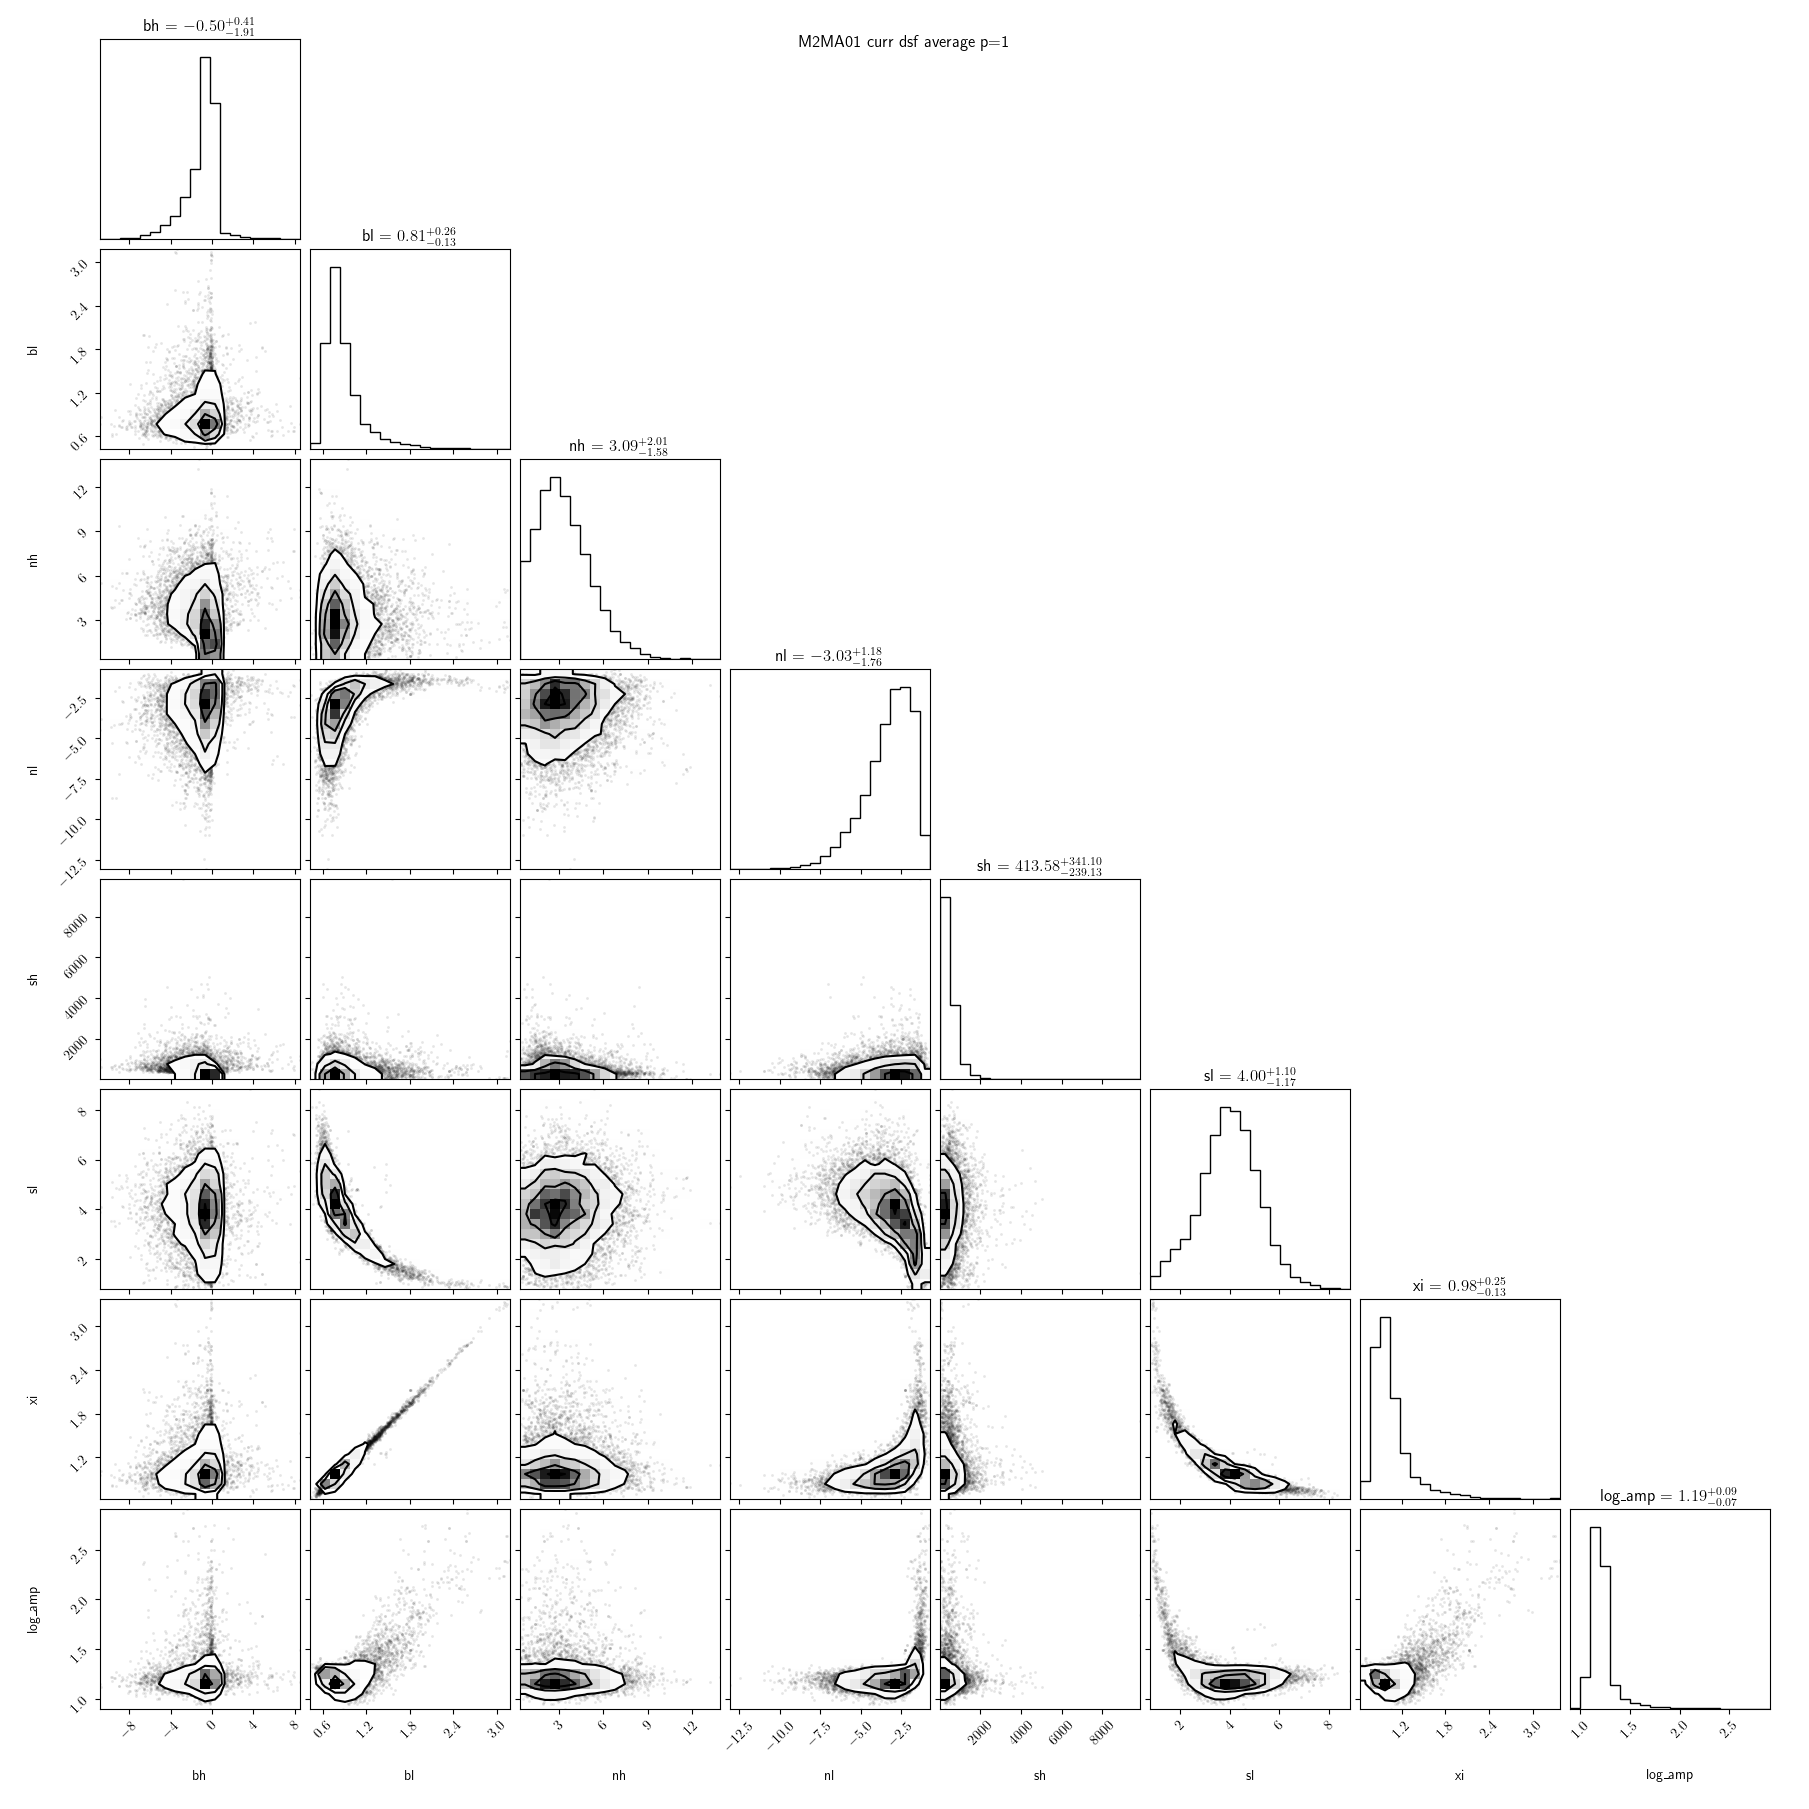 M2MA01 curr dsf average p=1
bh = −0.50 +0.41 −1.91
bl = 0.81 +0.26 −0.13
bl
3.0
2.4
1.8
1.2
0.6
nh = 3.09 +2.01 −1.58
nh
12
9
6
3
nl = −3.03 +1.18 −1.76
nl
−2.5
−5.0
−7.5
−10.0
−12.5
sh = 413.58 +341.10 −239.13
sh
8000
6000
4000
2000
sl = 4.00 +1.10 −1.17
sl
8
6
4
2
xi = 0.98 +0.25 −0.13
xi
3.0
2.4
1.8
1.2
log_amp = 1.19 +0.09 −0.07
log_amp
2.5
2.0
1.5
1.0
−8 −4 0 4 8
0.6 1.2 1.8 2.4 3.0
3 6 9 12
−12.5 −10.0 −7.5 −5.0 −2.5
2000 4000 6000 8000
2 4 6 8
1.2 1.8 2.4 3.0
1.0 1.5 2.0 2.5
bh bl nh nl sh sl xi log_amp